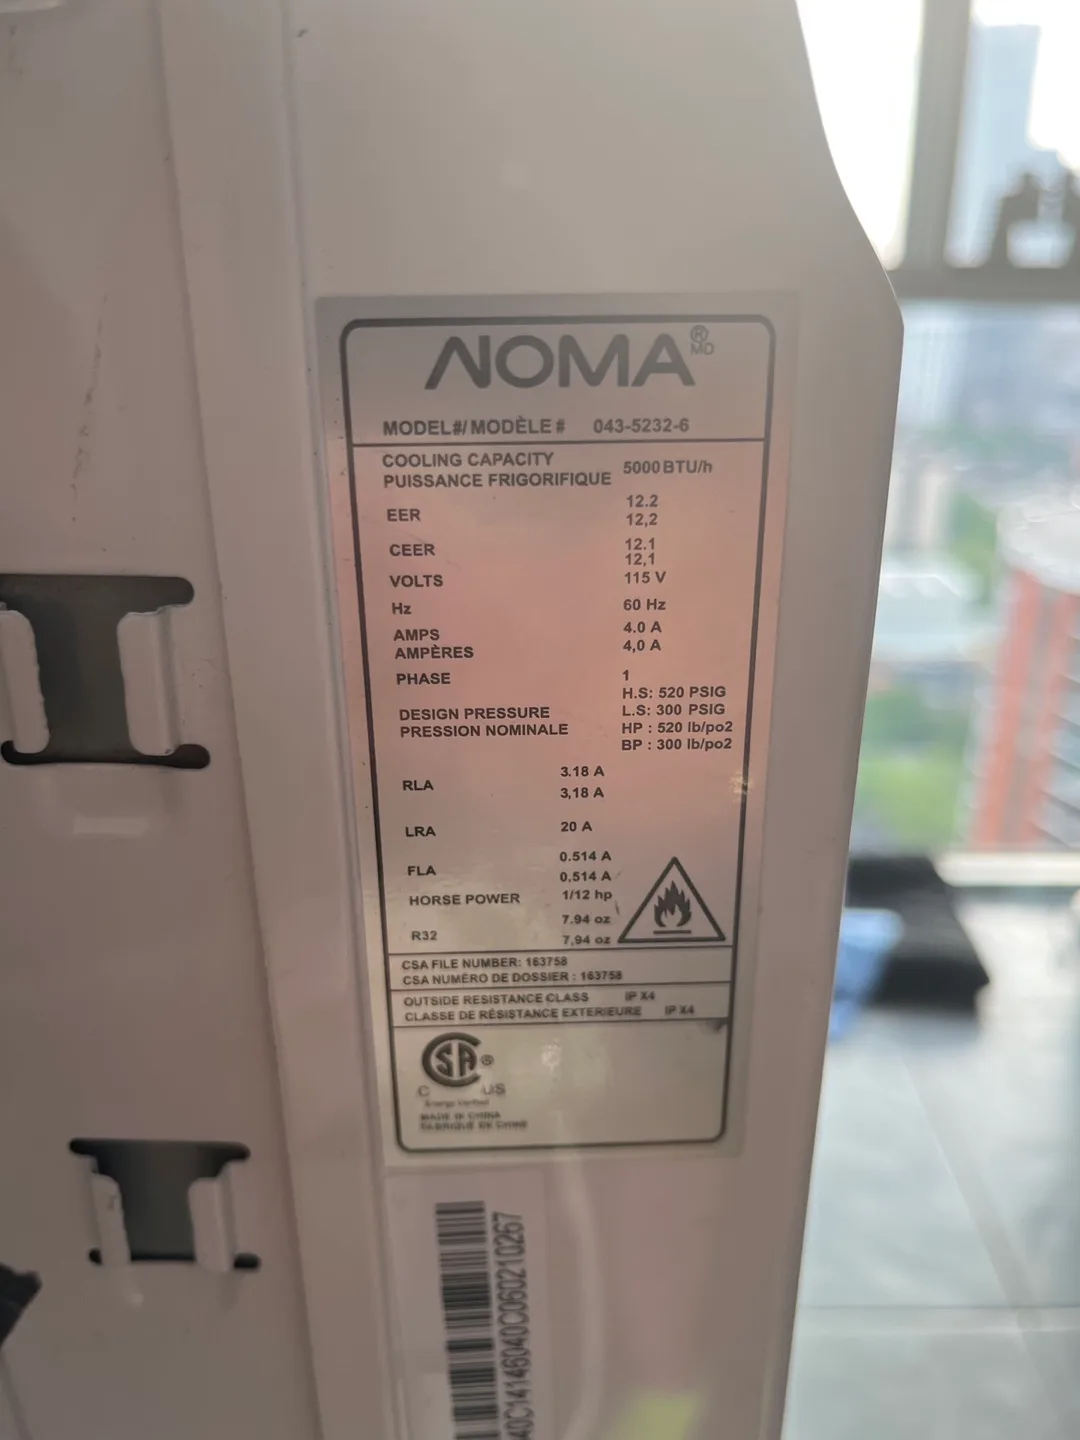 NOMA® MD
MODEL#/MODÈLE # 043-5232-6
COOLING CAPACITY
PUISSANCE FRIGORIFIQUE 5000 BTU/h
EER 12.2
12,2
CEER 12.1
12,1
VOLTS 115 V
Hz 60 Hz
AMPS 4.0 A
AMPÈRES 4,0 A
PHASE 1
DESIGN PRESSURE
PRESSION NOMINALE
H.S: 520 PSIG
L.S: 300 PSIG
HP : 520 lb/po2
BP : 300 lb/po2
RLA 3.18 A
3,18 A
LRA 20 A
FLA 0.514 A
0,514 A
HORSE POWER 1/12 hp
R32 7.94 oz
7,94 oz
CSA FILE NUMBER: 163758
CSA NUMÉRO DE DOSSIER : 163758
OUTSIDE RESISTANCE CLASS IP X4
CLASSE DE RÉSISTANCE EXTERIEURE IP X4
SA ®
C US
Energy Verified
MADE IN CHINA
FABRIQUÉ EN CHINE
40C14146040C060210267